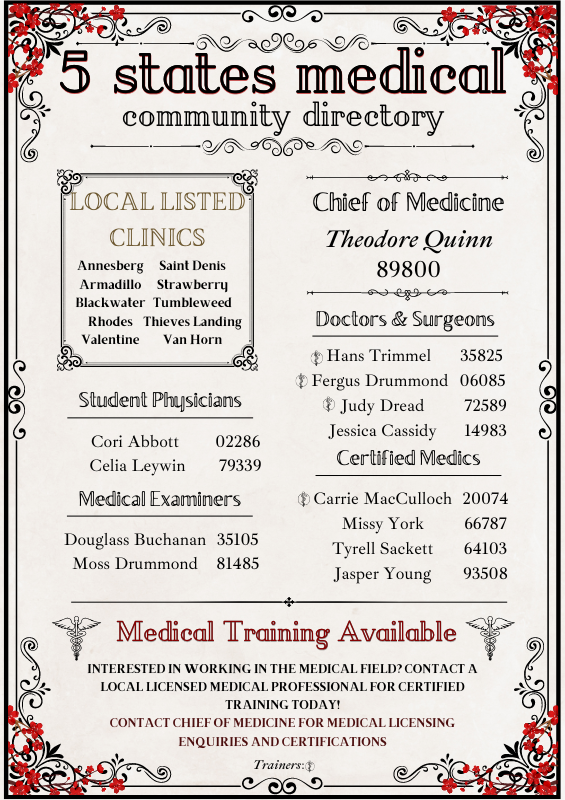 5 states medical
community directory
LOCAL LISTED
CLINICS
Annesberg Saint Denis
Armadillo Strawberry
Blackwater Tumbleweed
Rhodes Thieves Landing
Valentine Van Horn
Student Physicians
Cori Abbott 02286
Celia Leywin 79339
Medical Examiners
Douglass Buchanan 35105
Moss Drummond 81485
Chief of Medicine
Theodore Quinn
89800
Doctors & Surgeons
Hans Trimmel 35825
Fergus Drummond 06085
Judy Dread 72589
Jessica Cassidy 14983
Certified Medics
Carrie MacCulloch 20074
Missy York 66787
Tyrell Sackett 64103
Jasper Young 93508
Medical Training Available
INTERESTED IN WORKING IN THE MEDICAL FIELD? CONTACT A
LOCAL LICENSED MEDICAL PROFESSIONAL FOR CERTIFIED
TRAINING TODAY!
CONTACT CHIEF OF MEDICINE FOR MEDICAL LICENSING
ENQUIRIES AND CERTIFICATIONS
Trainers: